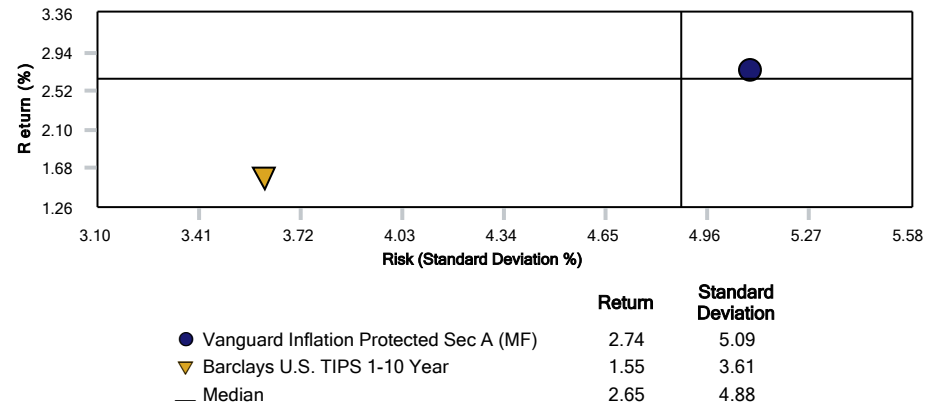 3.36
2.94
2.52
2.10
1.68
1.26
Return (%)
3.10 3.41 3.72 4.03 4.34 4.65 4.96 5.27 5.58
Risk (Standard Deviation %)
Return Standard Deviation
Vanguard Inflation Protected Sec A (MF) 2.74 5.09
Barclays U.S. TIPS 1-10 Year 1.55 3.61
Median 2.65 4.88